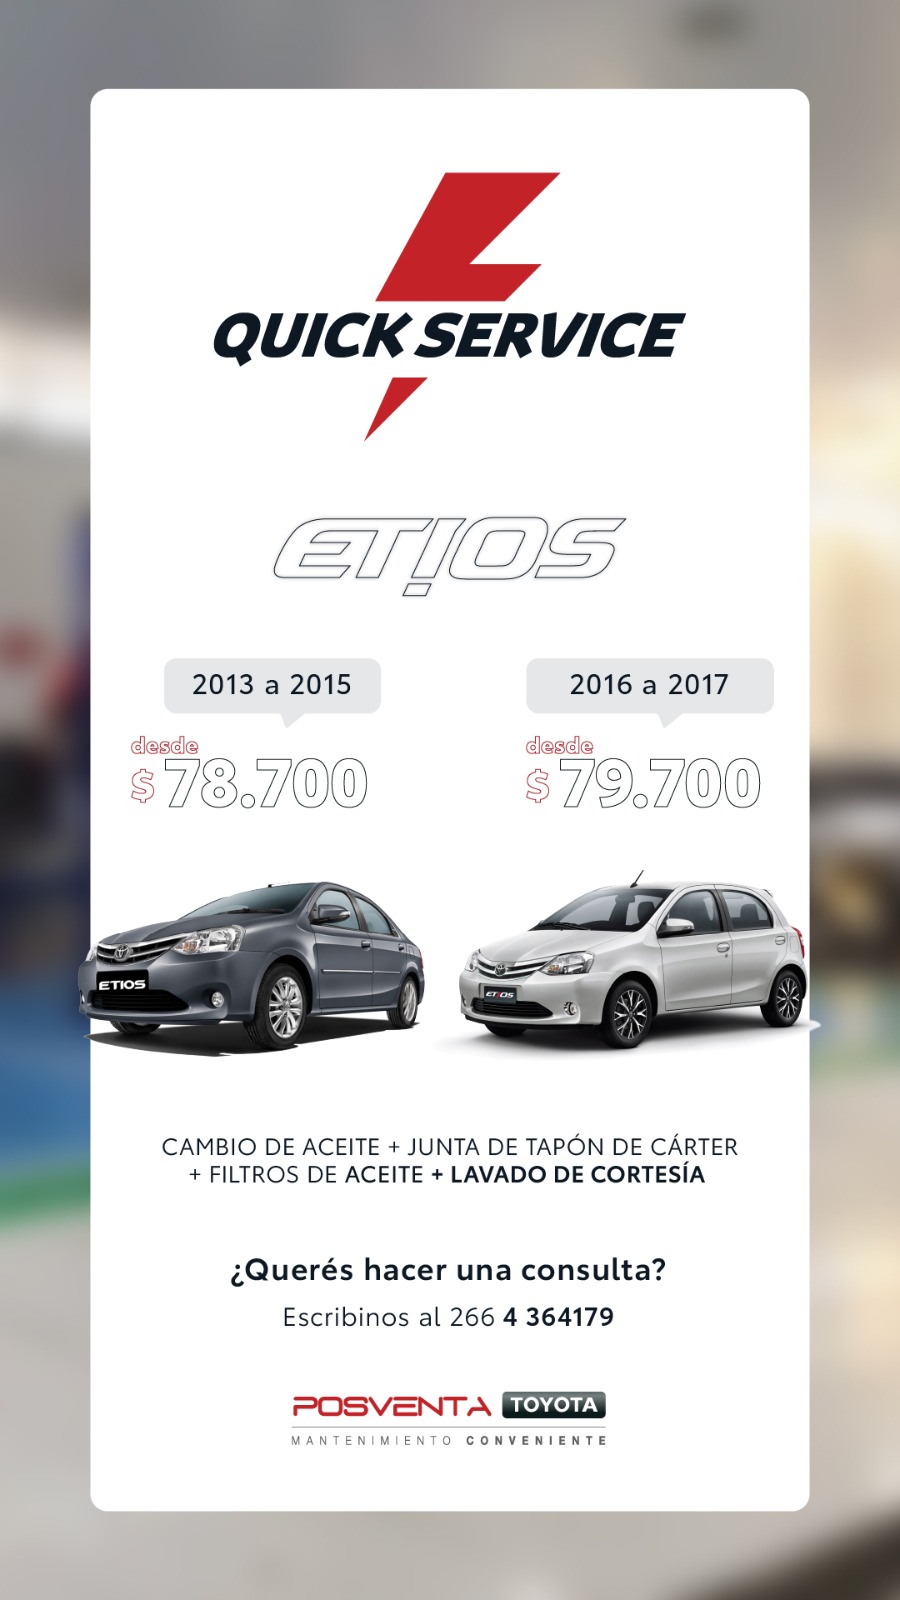 QUICK SERVICE
ETIOS
2013 a 2015
desde
$ 78.700
2016 a 2017
desde
$ 79.700
ETIOS
ETIOS
CAMBIO DE ACEITE + JUNTA DE TAPÓN DE CÁRTER
+ FILTROS DE ACEITE + LAVADO DE CORTESÍA
¿Querés hacer una consulta?
Escribinos al 266 4 364179
POSVENTA TOYOTA
MANTENIMIENTO CONVENIENTE